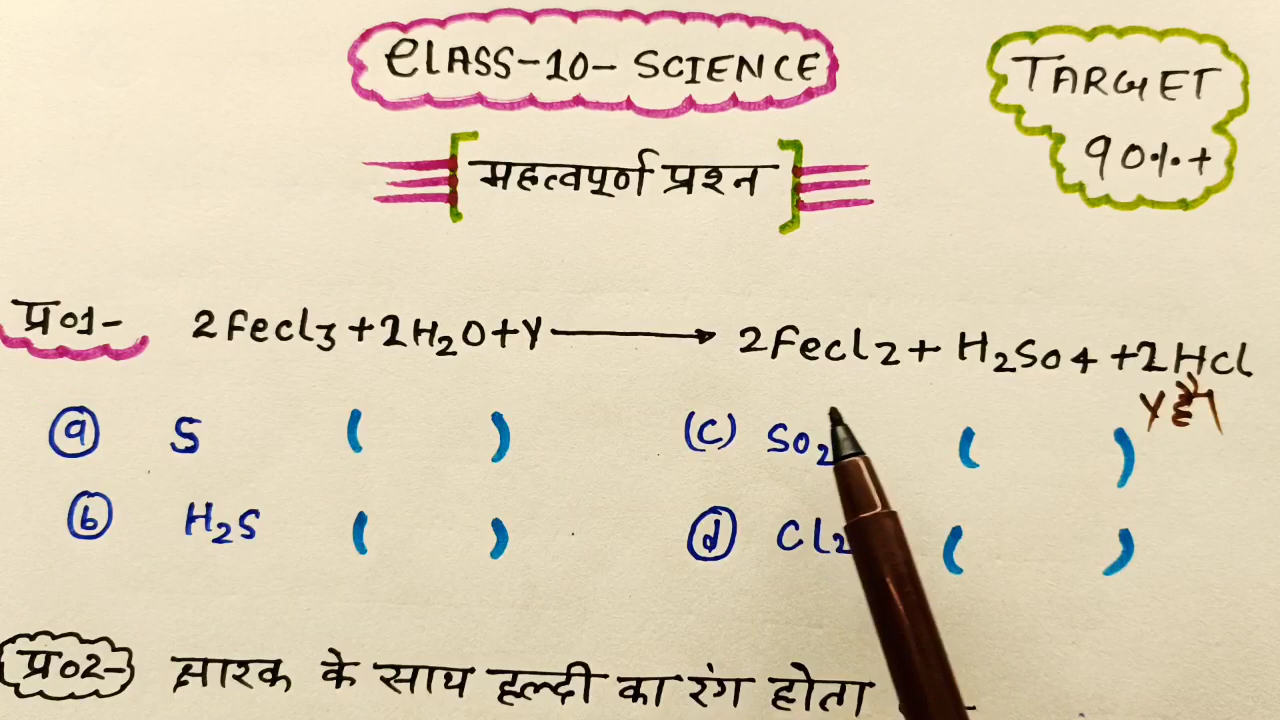 CLASS-10-SCIENCE
TARGET
90%+
महत्वपूर्ण प्रश्न
प्र01- 2FeCl3+2H2O+Y → 2FeCl2+ H2SO4 +2HCl
Y है
(a) S ( ) (C) SO2 ( )
(b) H2S ( ) (d) Cl2 ( )
प्र02- क्षारक के साथ हल्दी का रंग होता